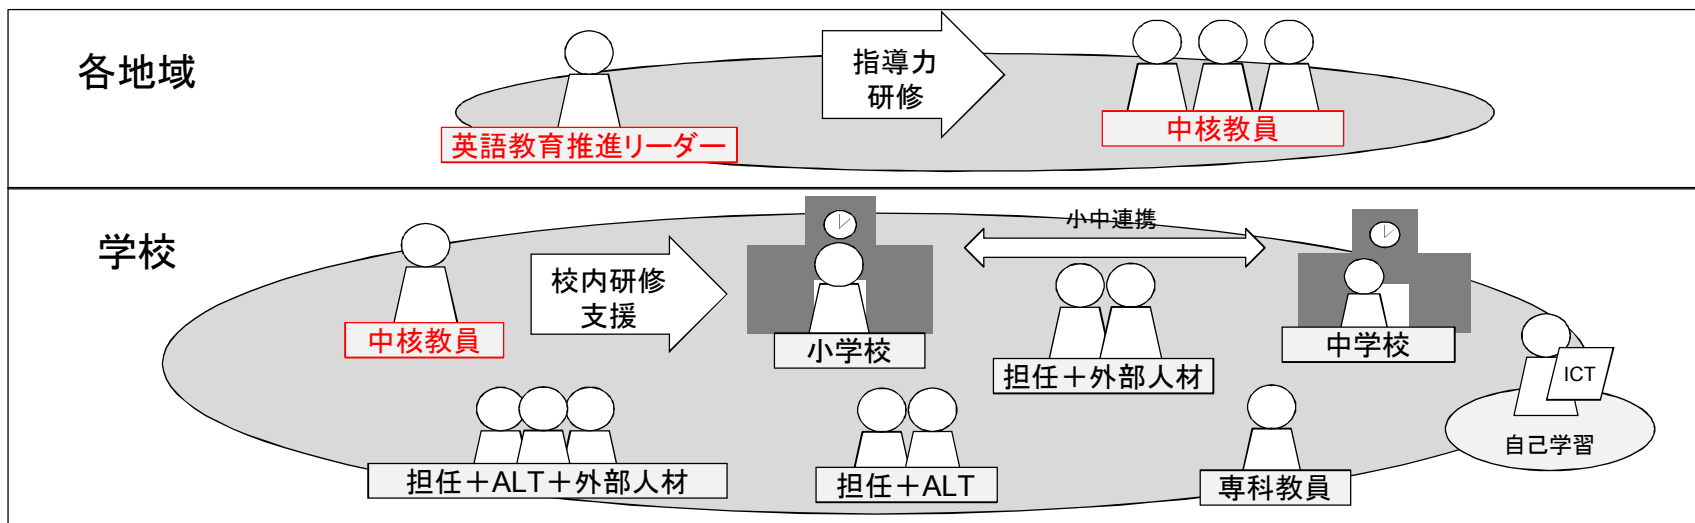 各地域
指導力
研修
英語教育推進リーダー
中核教員
学校
小中連携
校内研修
支援
中核教員
小学校
中学校
担任＋外部人材
ICT
自己学習
担任＋ALT＋外部人材
担任＋ALT
専科教員